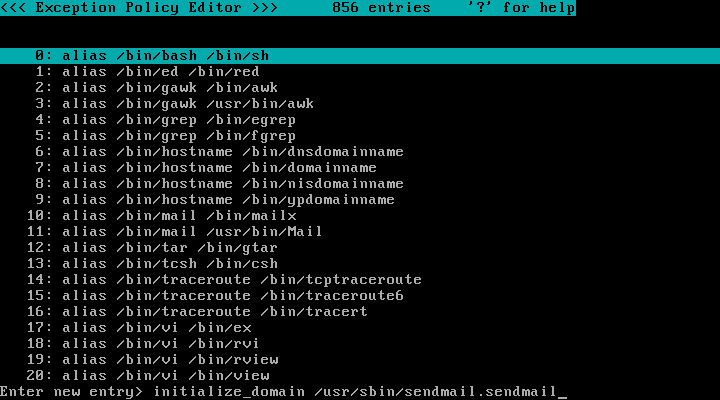 <<< Exception Policy Editor >>>      856 entries    '?' for help
0: alias /bin/bash /bin/sh
1: alias /bin/ed /bin/red
2: alias /bin/gawk /bin/awk
3: alias /bin/gawk /usr/bin/awk
4: alias /bin/grep /bin/egrep
5: alias /bin/grep /bin/fgrep
6: alias /bin/hostname /bin/dnsdomainname
7: alias /bin/hostname /bin/domainname
8: alias /bin/hostname /bin/nisdomainname
9: alias /bin/hostname /bin/ypdomainname
10: alias /bin/mail /bin/mailx
11: alias /bin/mail /usr/bin/Mail
12: alias /bin/tar /bin/gtar
13: alias /bin/tcsh /bin/csh
14: alias /bin/traceroute /bin/tcptraceroute
15: alias /bin/traceroute /bin/traceroute6
16: alias /bin/traceroute /bin/tracert
17: alias /bin/vi /bin/ex
18: alias /bin/vi /bin/rvi
19: alias /bin/vi /bin/rview
20: alias /bin/vi /bin/view
Enter new entry> initialize_domain /usr/sbin/sendmail.sendmail_